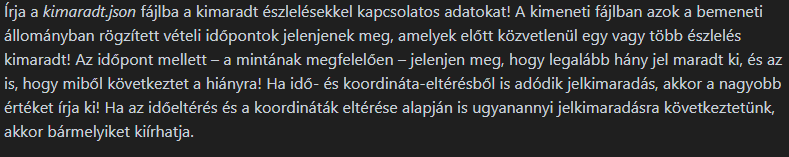 Írja a kimaradt.json fájlba a kimaradt észlelésekkel kapcsolatos adatokat! A kimeneti fájlban azok a bemeneti
állományban rögzített vételi időpontok jelenjenek meg, amelyek előtt közvetlenül egy vagy több észlelés
kimaradt! Az időpont mellett – a mintának megfelelően – jelenjen meg, hogy legalább hány jel maradt ki, és az
is, hogy miből következtet a hiányra! Ha idő- és koordináta-eltérésből is adódik jelkimaradás, akkor a nagyobb
értéket írja ki! Ha az időeltérés és a koordináták eltérése alapján is ugyanannyi jelkimaradásra következtetünk,
akkor bármelyiket kiírhatja.